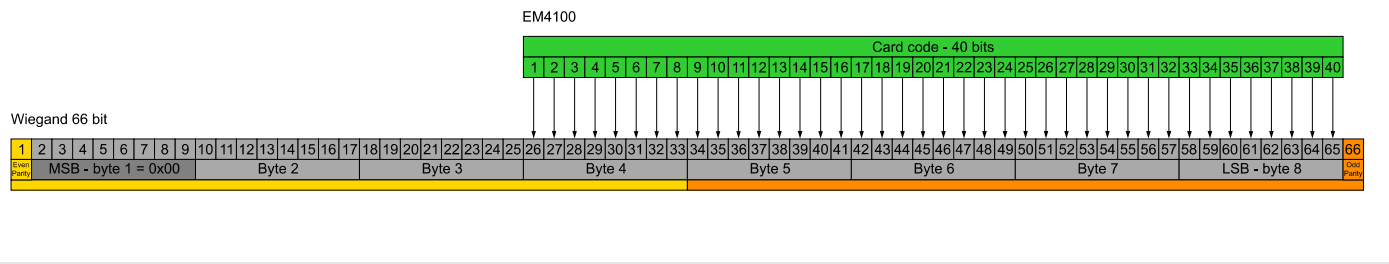 EM4100
Card code - 40 bits
1 2 3 4 5 6 7 8 9 10 11 12 13 14 15 16 17 18 19 20 21 22 23 24 25 26 27 28 29 30 31 32 33 34 35 36 37 38 39 40
Wiegand 66 bit
1 2 3 4 5 6 7 8 9 10 11 12 13 14 15 16 17 18 19 20 21 22 23 24 25 26 27 28 29 30 31 32 33 34 35 36 37 38 39 40 41 42 43 44 45 46 47 48 49 50 51 52 53 54 55 56 57 58 59 60 61 62 63 64 65 66
Even Parity MSB - byte 1 = 0x00 Byte 2 Byte 3 Byte 4 Byte 5 Byte 6 Byte 7 LSB - byte 8 Odd Parity